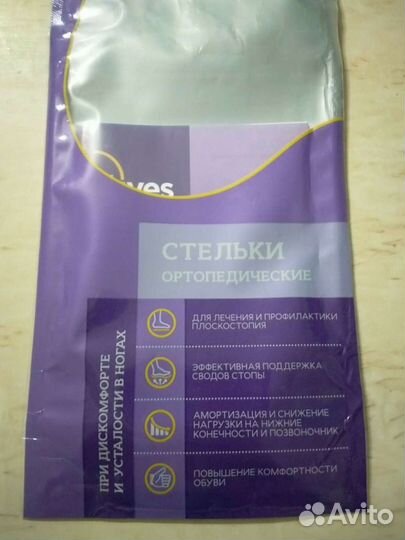 СТЕЛЬКИ
ОРТОПЕДИЧЕСКИЕ
ПРИ ДИСКОМФОРТЕ
И УСТАЛОСТИ В НОГАХ
ДЛЯ ЛЕЧЕНИЯ И ПРОФИЛАКТИКИ
ПЛОСКОСТОПИЯ
ЭФФЕКТИВНАЯ ПОДДЕРЖКА
СВОДОВ СТОПЫ
АМОРТИЗАЦИЯ И СНИЖЕНИЕ
НАГРУЗКИ НА НИЖНИЕ
КОНЕЧНОСТИ И ПОЗВОНОЧНИК
ПОВЫШЕНИЕ КОМФОРТНОСТИ
ОБУВИ
Avito